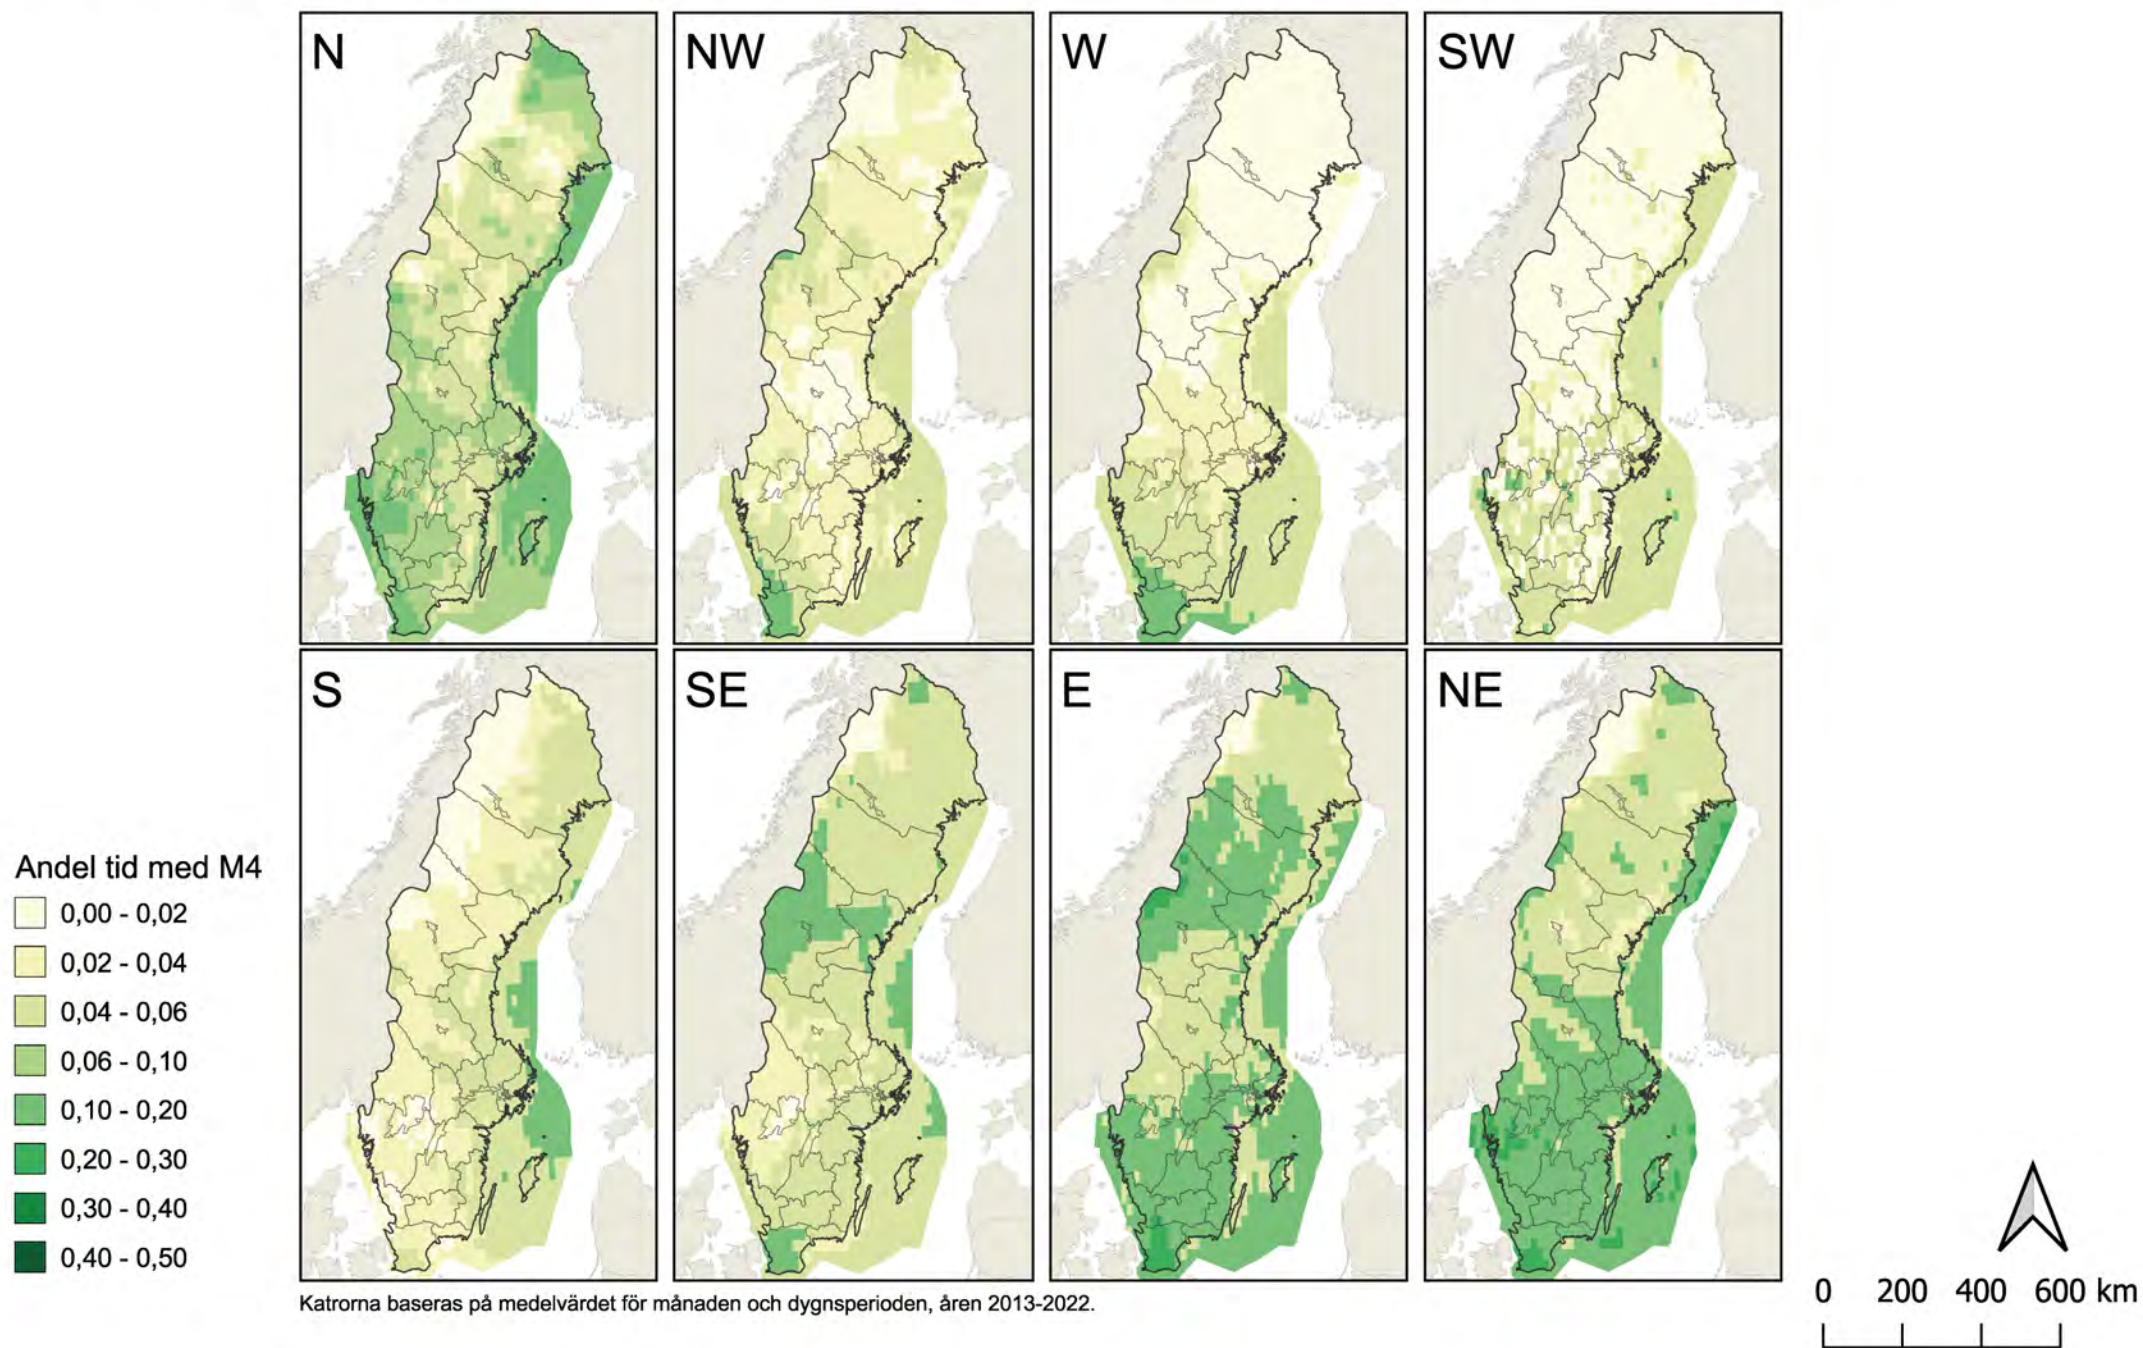 N
NW
W
SW
S
SE
E
NE
Andel tid med M4
0,00 - 0,02
0,02 - 0,04
0,04 - 0,06
0,06 - 0,10
0,10 - 0,20
0,20 - 0,30
0,30 - 0,40
0,40 - 0,50
Katrorna baseras på medelvärdet för månaden och dygnsperioden, åren 2013-2022.
0 200 400 600 km